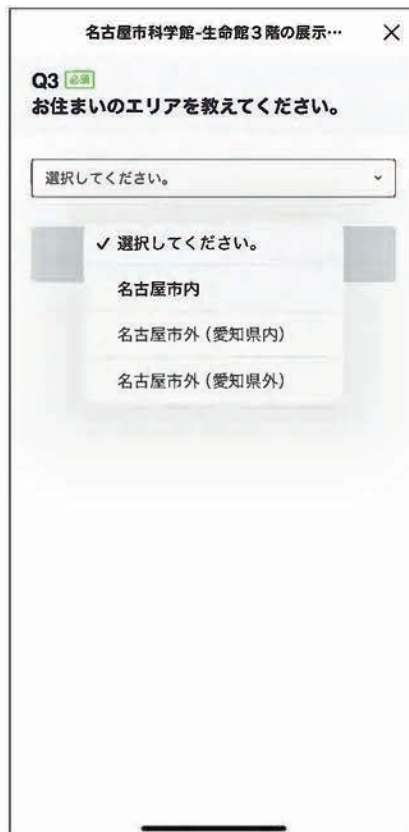 名古屋市科学館-生命館3階の展示…
Q3 必須
お住まいのエリアを教えてください。
選択してください。
✓ 選択してください。
名古屋市内
名古屋市外（愛知県内）
名古屋市外（愛知県外）